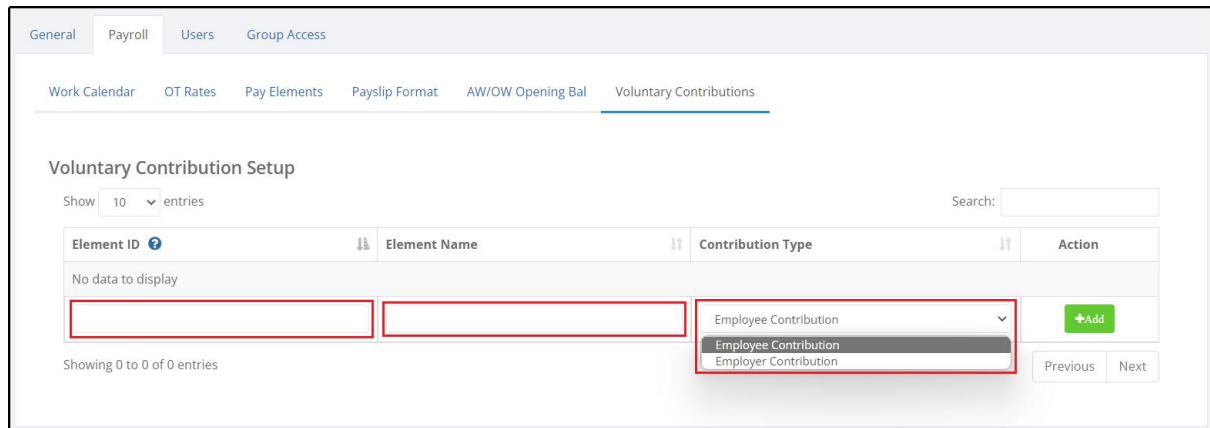 General Payroll Users Group Access
Work Calendar OT Rates Pay Elements Payslip Format AW/OW Opening Bal Voluntary Contributions
Voluntary Contribution Setup
Show 10 entries Search:
Element ID ? Element Name Contribution Type Action
No data to display
Employee Contribution +Add
Employee Contribution
Employer Contribution
Showing 0 to 0 of 0 entries Previous Next